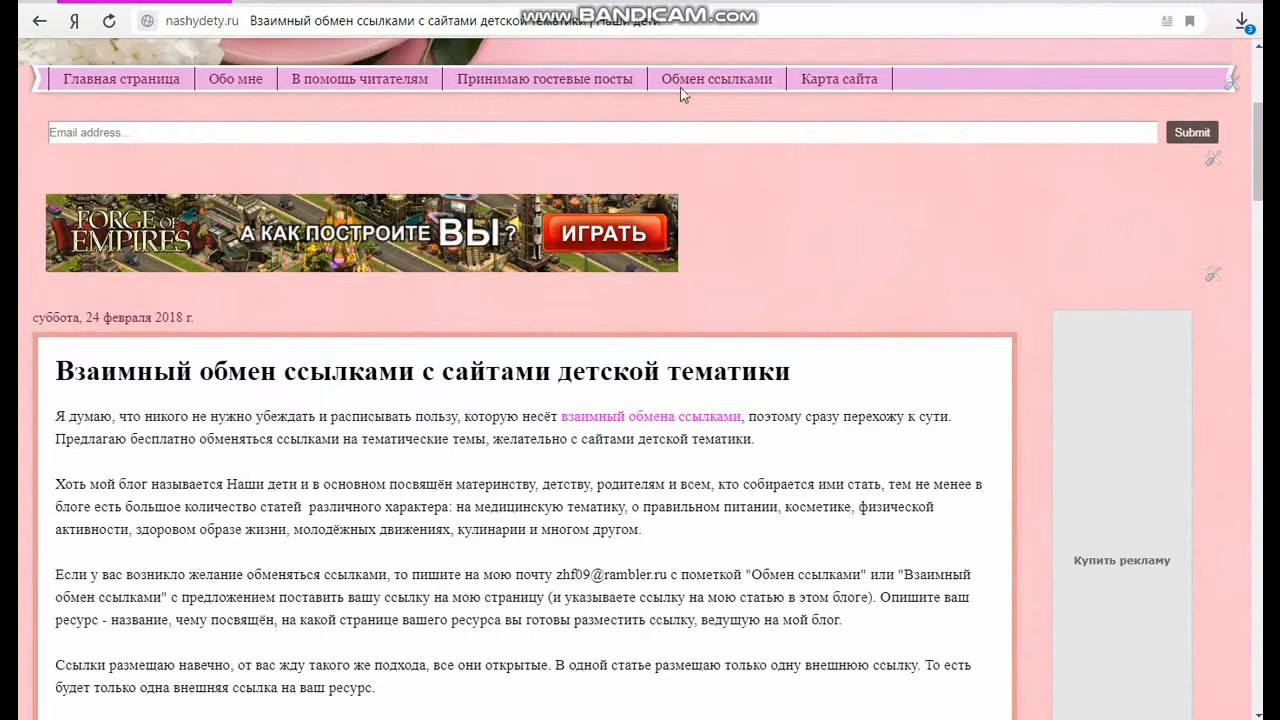 www.BANDICAM.com
Я nashydety.ru Взаимный обмен ссылками с сайтами детской тематики | Наши дети 3
Главная страница Обо мне В помощь читателям Принимаю гостевые посты Обмен ссылками Карта сайта
Email address... Submit
FORGE OF EMPIRES А КАК ПОСТРОИТЕ ВЫ? ИГРАТЬ
суббота, 24 февраля 2018 г.
Взаимный обмен ссылками с сайтами детской тематики
Я думаю, что никого не нужно убеждать и расписывать пользу, которую несёт взаимный обмена ссылками, поэтому сразу перехожу к сути.
Предлагаю бесплатно обменяться ссылками на тематические темы, желательно с сайтами детской тематики.
Хоть мой блог называется Наши дети и в основном посвящён материнству, детству, родителям и всем, кто собирается ими стать, тем не менее в
блоге есть большое количество статей различного характера: на медицинскую тематику, о правильном питании, косметике, физической
активности, здоровом образе жизни, молодёжных движениях, кулинарии и многом другом.
Если у вас возникло желание обменяться ссылками, то пишите на мою почту zhf09@rambler.ru с пометкой "Обмен ссылками" или "Взаимный
обмен ссылками" с предложением поставить вашу ссылку на мою страницу (и указываете ссылку на мою статью в этом блоге). Опишите ваш
ресурс - название, чему посвящён, на какой странице вашего ресурса вы готовы разместить ссылку, ведущую на мой блог.
Ссылки размещаю навечно, от вас жду такого же подхода, все они открытые. В одной статье размещаю только одну внешнюю ссылку. То есть
будет только одна внешняя ссылка на ваш ресурс.
Купить рекламу